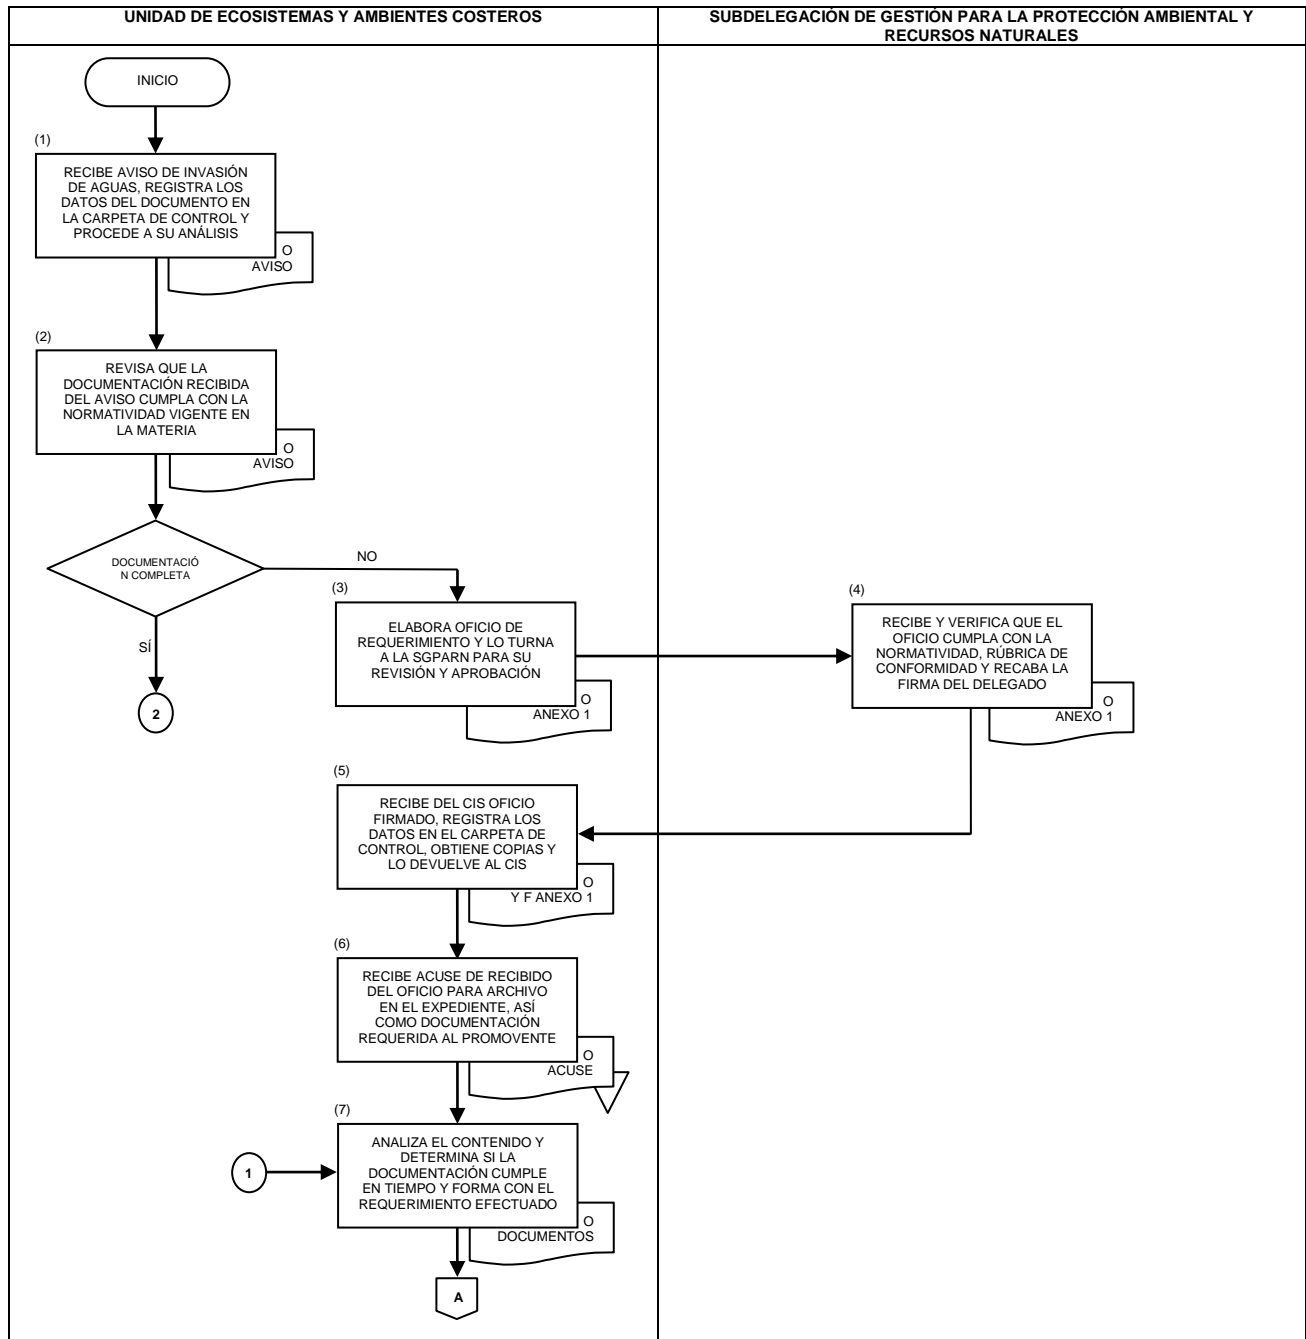 UNIDAD DE ECOSISTEMAS Y AMBIENTES COSTEROS
SUBDELEGACIÓN DE GESTIÓN PARA LA PROTECCIÓN AMBIENTAL Y
RECURSOS NATURALES
INICIO
(1)
RECIBE AVISO DE INVASIÓN
DE AGUAS, REGISTRA LOS
DATOS DEL DOCUMENTO EN
LA CARPETA DE CONTROL Y
PROCEDE A SU ANÁLISIS
O
AVISO
(2)
REVISA QUE LA
DOCUMENTACIÓN RECIBIDA
DEL AVISO CUMPLA CON LA
NORMATIVIDAD VIGENTE EN
LA MATERIA
O
AVISO
DOCUMENTACIÓ
N COMPLETA
NO
SÍ
2
(3)
ELABORA OFICIO DE
REQUERIMIENTO Y LO TURNA
A LA SGPARN PARA SU
REVISIÓN Y APROBACIÓN
O
ANEXO 1
(4)
RECIBE Y VERIFICA QUE EL
OFICIO CUMPLA CON LA
NORMATIVIDAD, RÚBRICA DE
CONFORMIDAD Y RECABA LA
FIRMA DEL DELEGADO
O
ANEXO 1
(5)
RECIBE DEL CIS OFICIO
FIRMADO, REGISTRA LOS
DATOS EN EL CARPETA DE
CONTROL, OBTIENE COPIAS Y
LO DEVUELVE AL CIS
O
Y F ANEXO 1
(6)
RECIBE ACUSE DE RECIBIDO
DEL OFICIO PARA ARCHIVO
EN EL EXPEDIENTE, ASÍ
COMO DOCUMENTACIÓN
REQUERIDA AL PROMOVENTE
O
ACUSE
(7)
1
ANALIZA EL CONTENIDO Y
DETERMINA SI LA
DOCUMENTACIÓN CUMPLE
EN TIEMPO Y FORMA CON EL
REQUERIMIENTO EFECTUADO
O
DOCUMENTOS
A